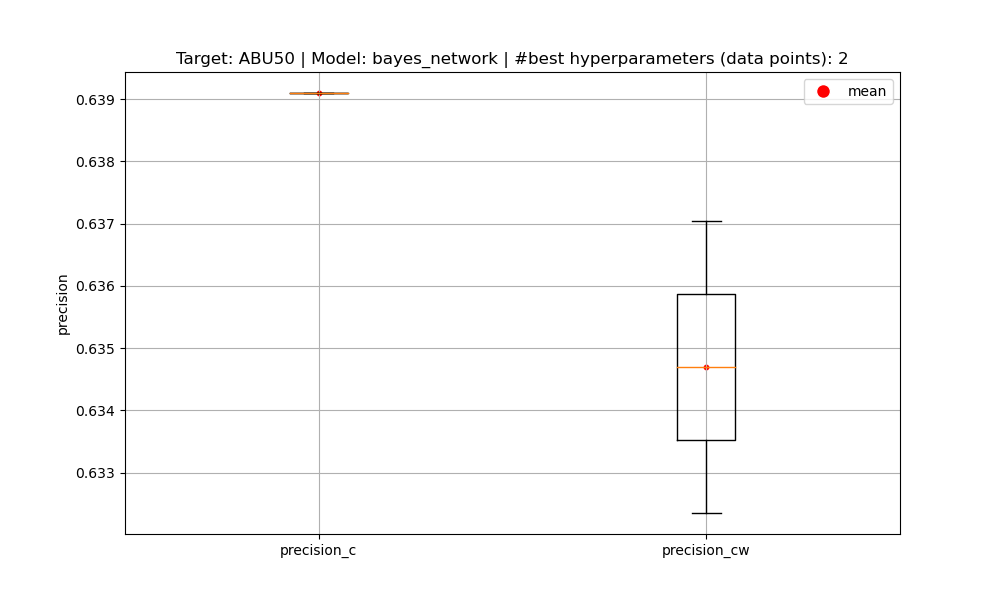 Target: ABU50 | Model: bayes_network | #best hyperparameters (data points): 2
mean
0.639
0.638
0.637
0.636
0.635
0.634
0.633
precision
precision_c
precision_cw